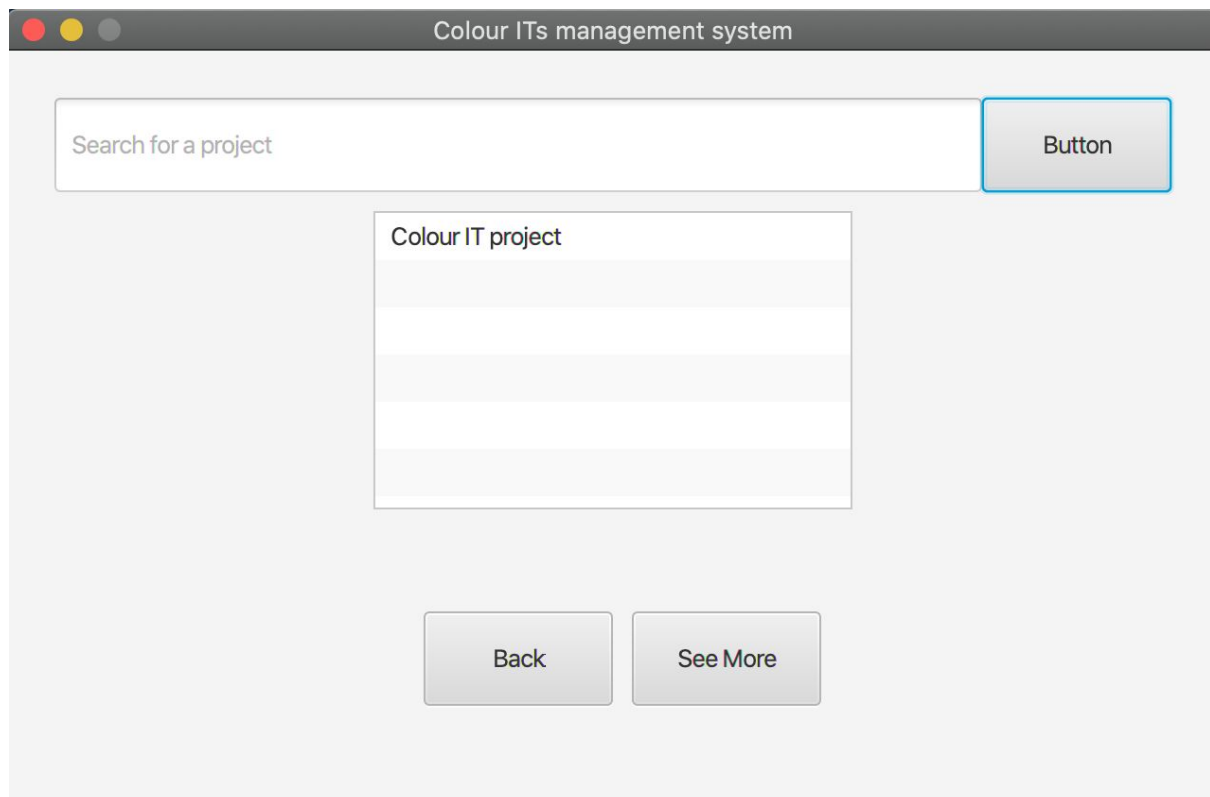 Colour ITs management system
Search for a project
Button
Colour IT project
Back
See More